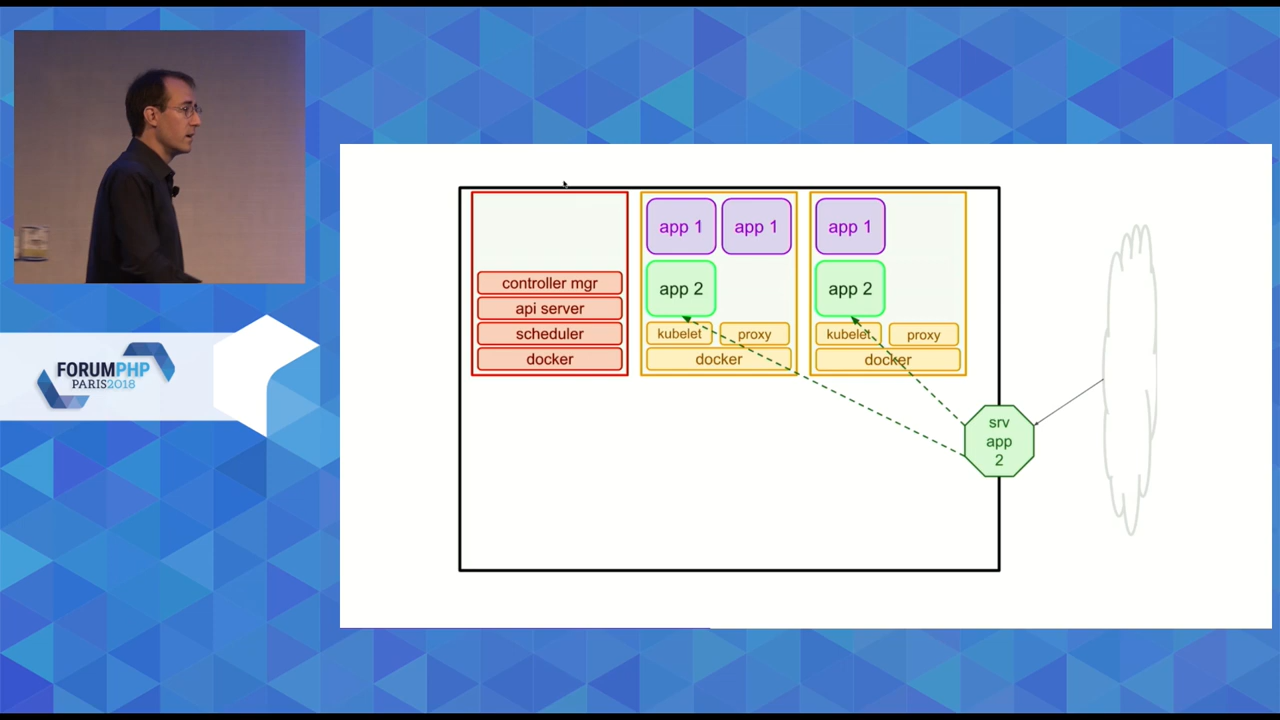 FORUMPHP
PARIS2018
controller mgr
api server
scheduler
docker
app 1
app 1
app 2
kubelet
proxy
docker
app 1
app 2
kubelet
proxy
docker
srv
app
2